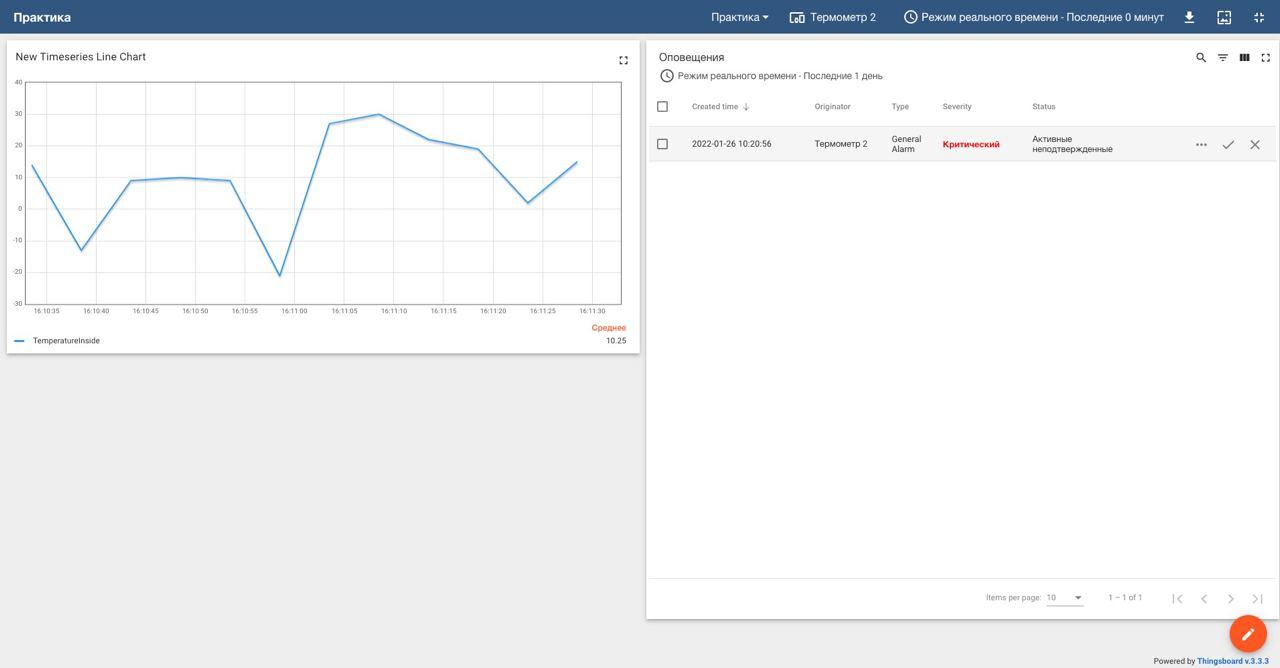 Практика
Практика
Термометр 2
Режим реального времени - Последние 0 минут
New Timeseries Line Chart
40
30
20
10
0
-10
-20
-30
16:10:35 16:10:40 16:10:45 16:10:50 16:10:55 16:11:00 16:11:05 16:11:10 16:11:15 16:11:20 16:11:25 16:11:30
Среднее
TemperatureInside 10.25
Оповещения
Режим реального времени - Последние 1 день
Created time Originator Type Severity Status
2022-01-26 10:20:56 Термометр 2 General Alarm Критический Активные неподтвержденные
Items per page: 10 1 – 1 of 1
Powered by Thingsboard v.3.3.3